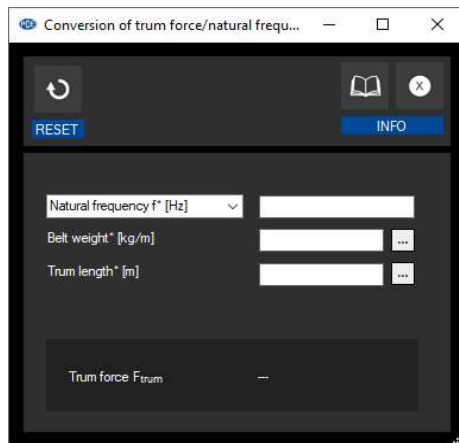 Conversion of trum force/natural frequ...
RESET
X
INFO
Natural frequency f* [Hz]
Belt weight* [kg/m]
...
Trum length* [m]
...
Trum force Ftrum ---